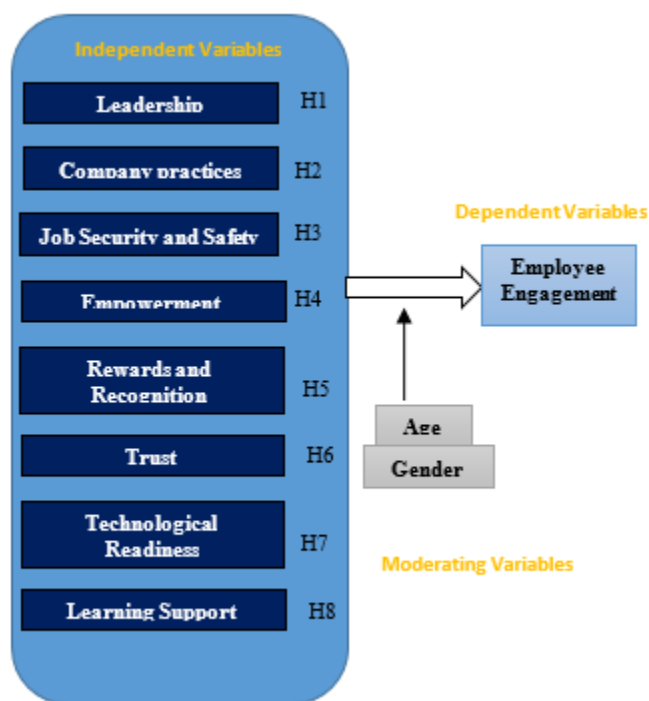 Independent Variables
Leadership
H1
Company practices
H2
Job Security and Safety
H3
Empowerment
H4
Rewards and
Recognition
H5
Trust
H6
Technological
Readiness
H7
Learning Support
H8
Dependent Variables
Employee
Engagement
Age
Gender
Moderating Variables